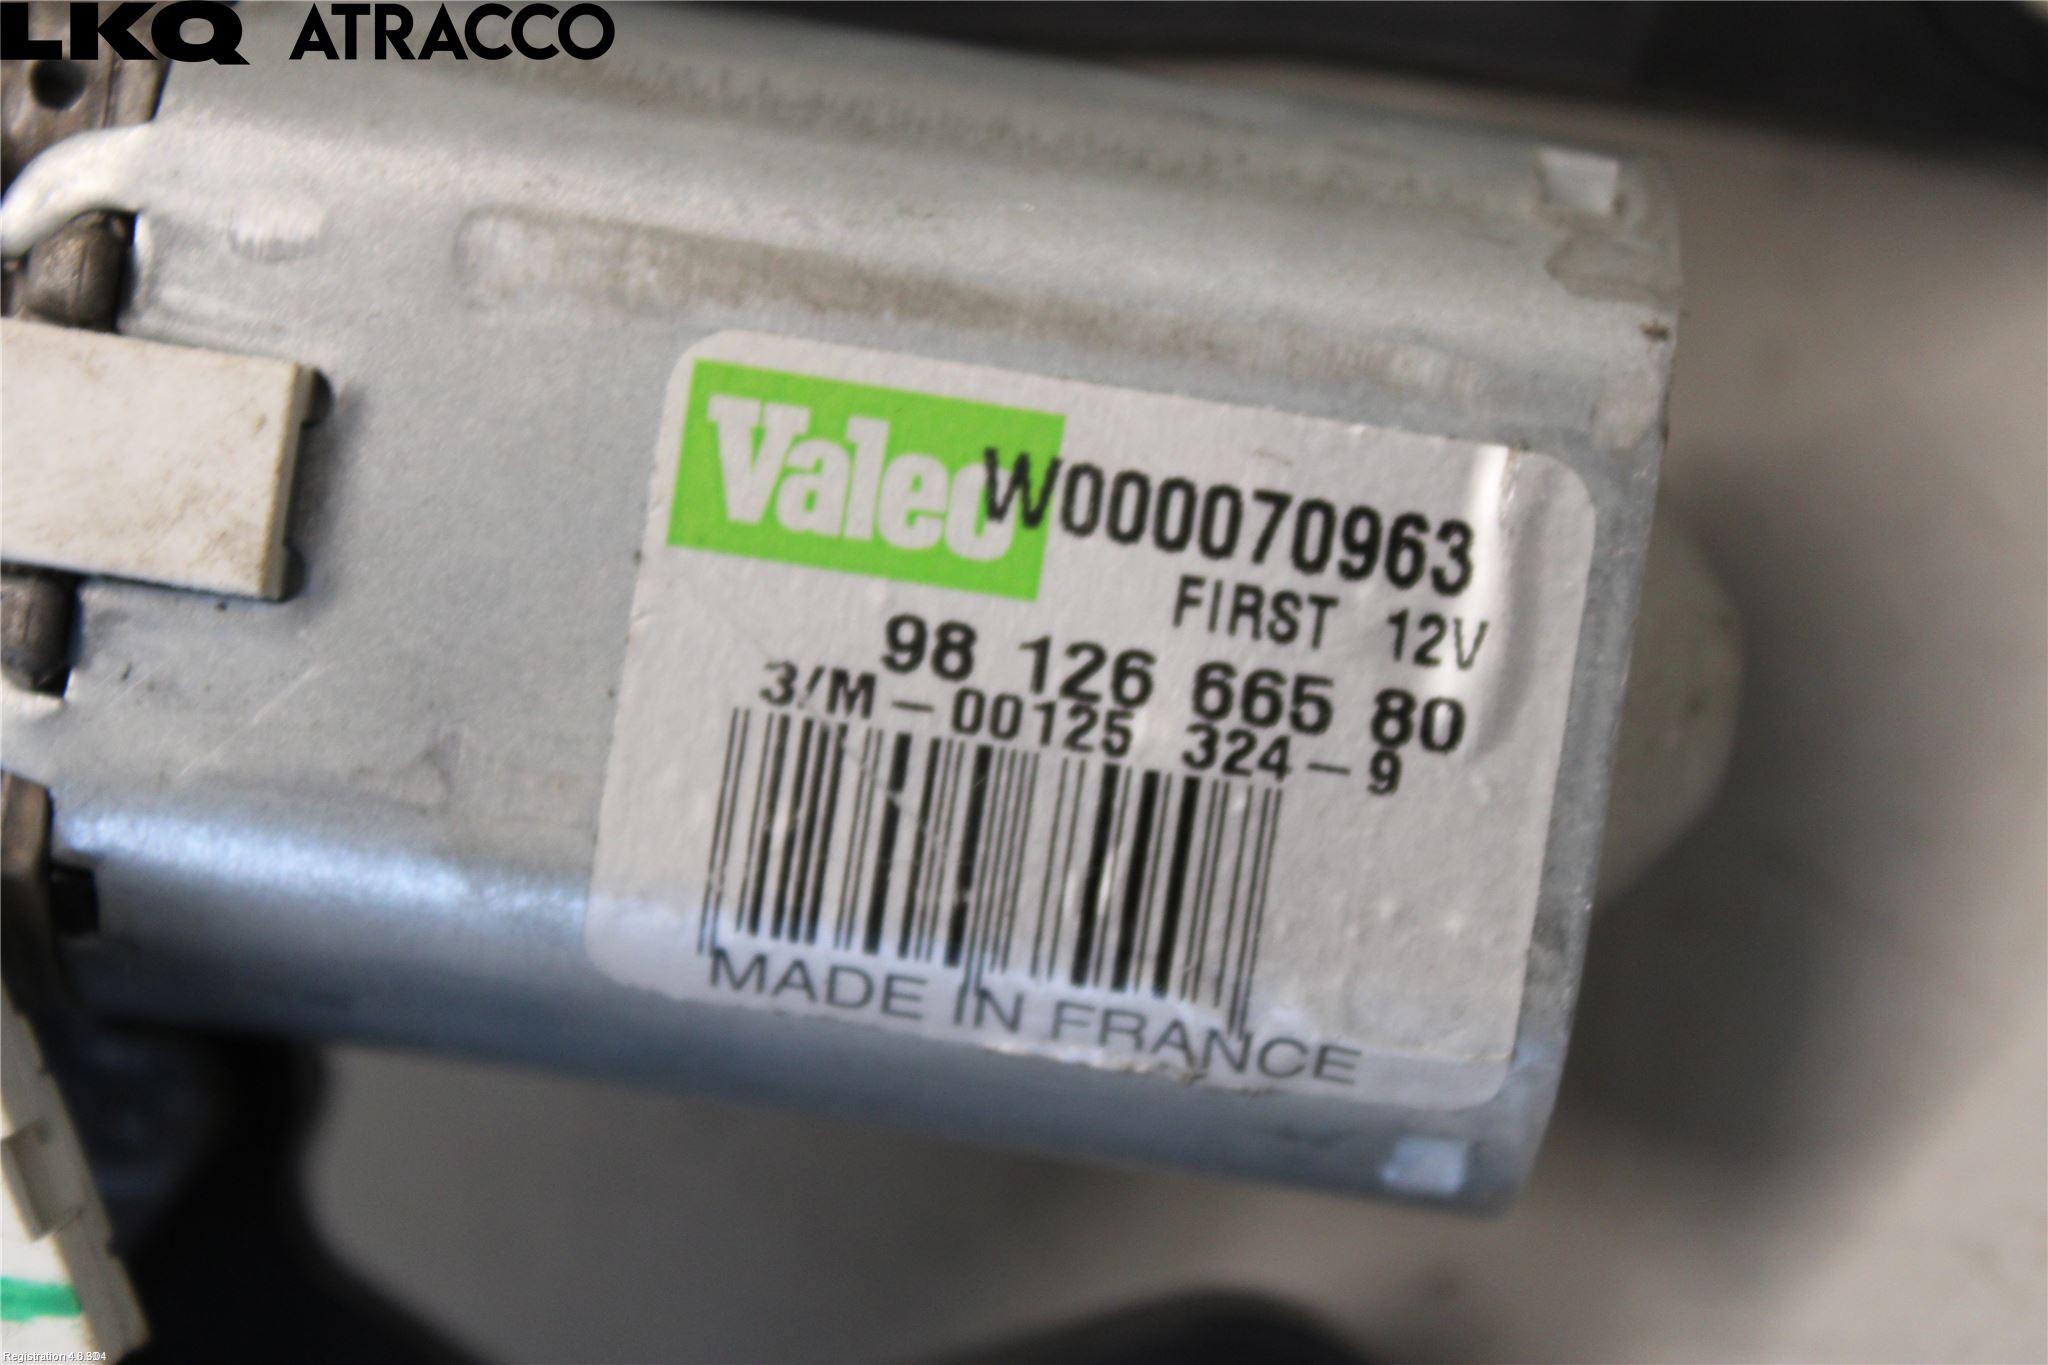 LKQ ATRACCO
Valeo W000070963
FIRST 12V
98 126 665 80
3/M-00125 324-9
MADE IN FRANCE